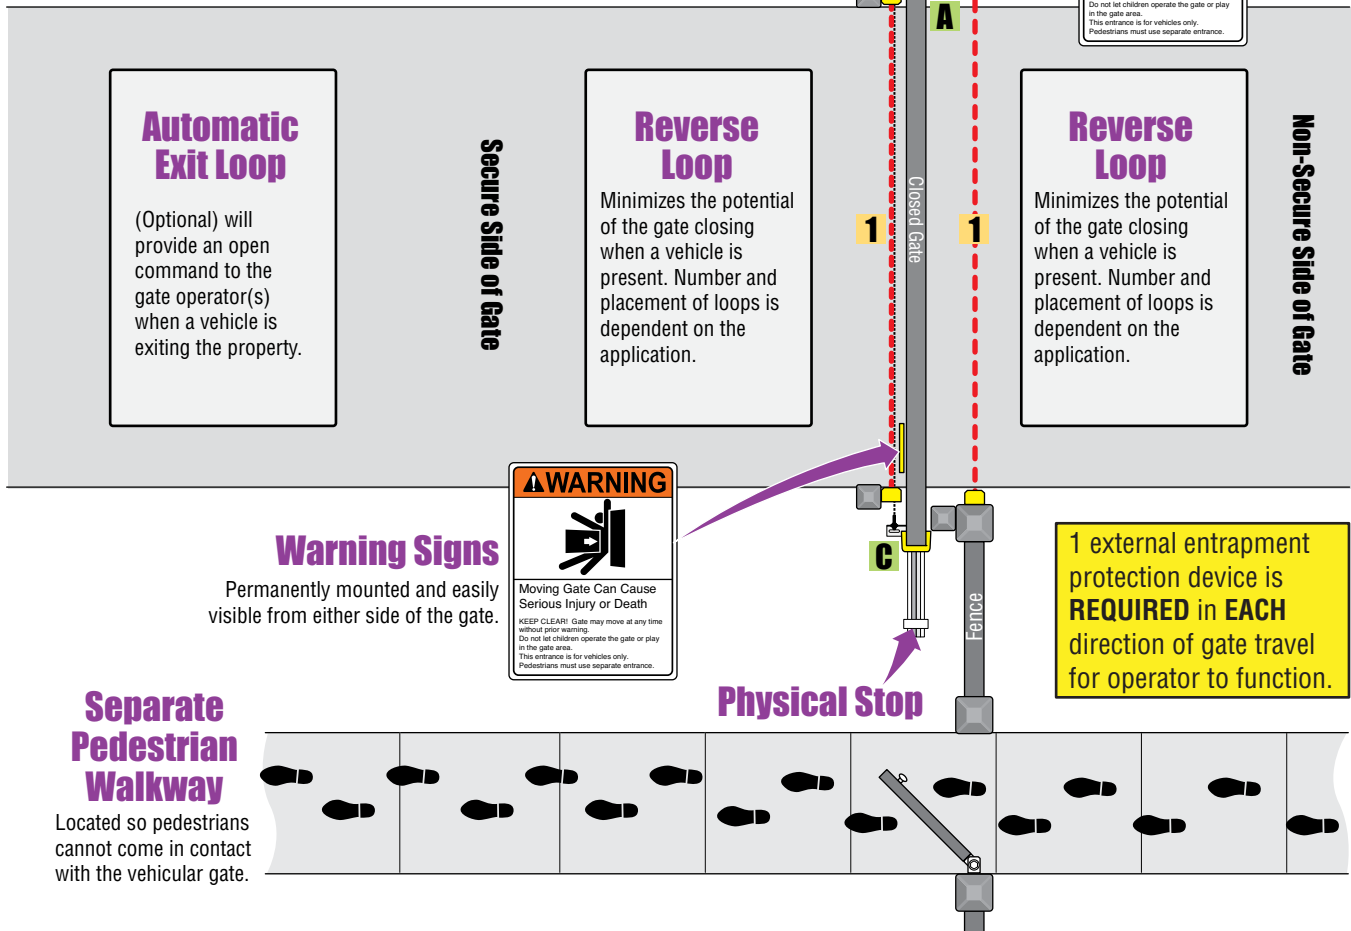 Do not let children operate the gate or play
in the gate area.
This entrance is for vehicles only.
Pedestrians must use separate entrance.
A
Automatic
Exit Loop
(Optional) will
provide an open
command to the
gate operator(s)
when a vehicle is
exiting the property.
Secure Side of Gate
Reverse
Loop
Minimizes the potential
of the gate closing
when a vehicle is
present. Number and
placement of loops is
dependent on the
application.
1
Closed Gate
1
Reverse
Loop
Minimizes the potential
of the gate closing
when a vehicle is
present. Number and
placement of loops is
dependent on the
application.
Non-Secure Side of Gate
Warning Signs
Permanently mounted and easily
visible from either side of the gate.
WARNING
Moving Gate Can Cause
Serious Injury or Death
KEEP CLEAR! Gate may move at any time
without prior warning.
Do not let children operate the gate or play
in the gate area.
This entrance is for vehicles only.
Pedestrians must use separate entrance.
C
Fence
Physical Stop
1 external entrapment
protection device is
REQUIRED in EACH
direction of gate travel
for operator to function.
Separate
Pedestrian
Walkway
Located so pedestrians
cannot come in contact
with the vehicular gate.